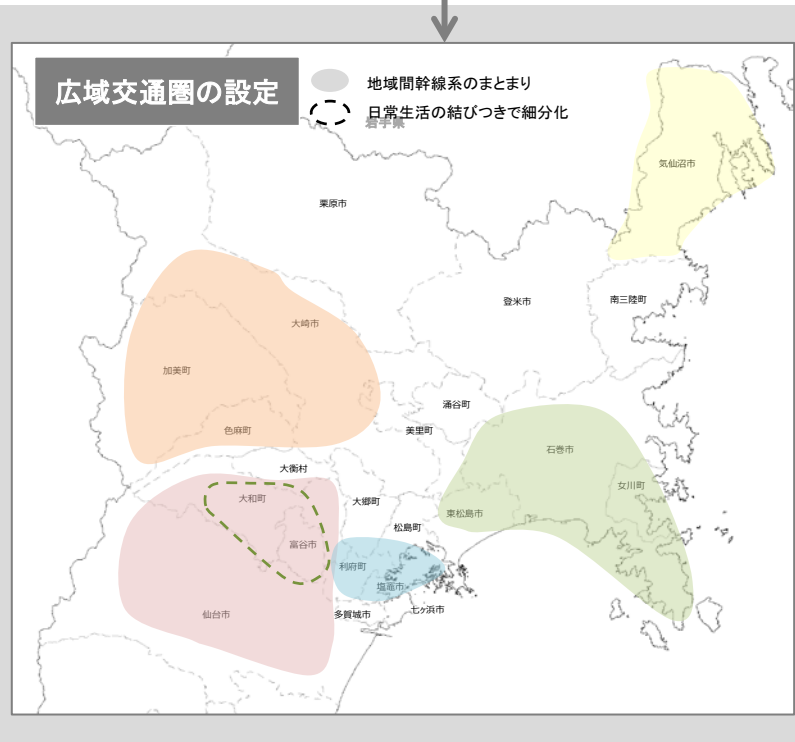 広域交通圏の設定
地域間幹線系のまとまり
日常生活の結びつきで細分化
岩手県
気仙沼市
栗原市
登米市
南三陸町
大崎市
加美町
涌谷町
色麻町
美里町
石巻市
大衡村
女川町
大和町
大郷町
東松島市
松島町
富谷市
利府町
塩竈市
仙台市
多賀城市
七ヶ浜市